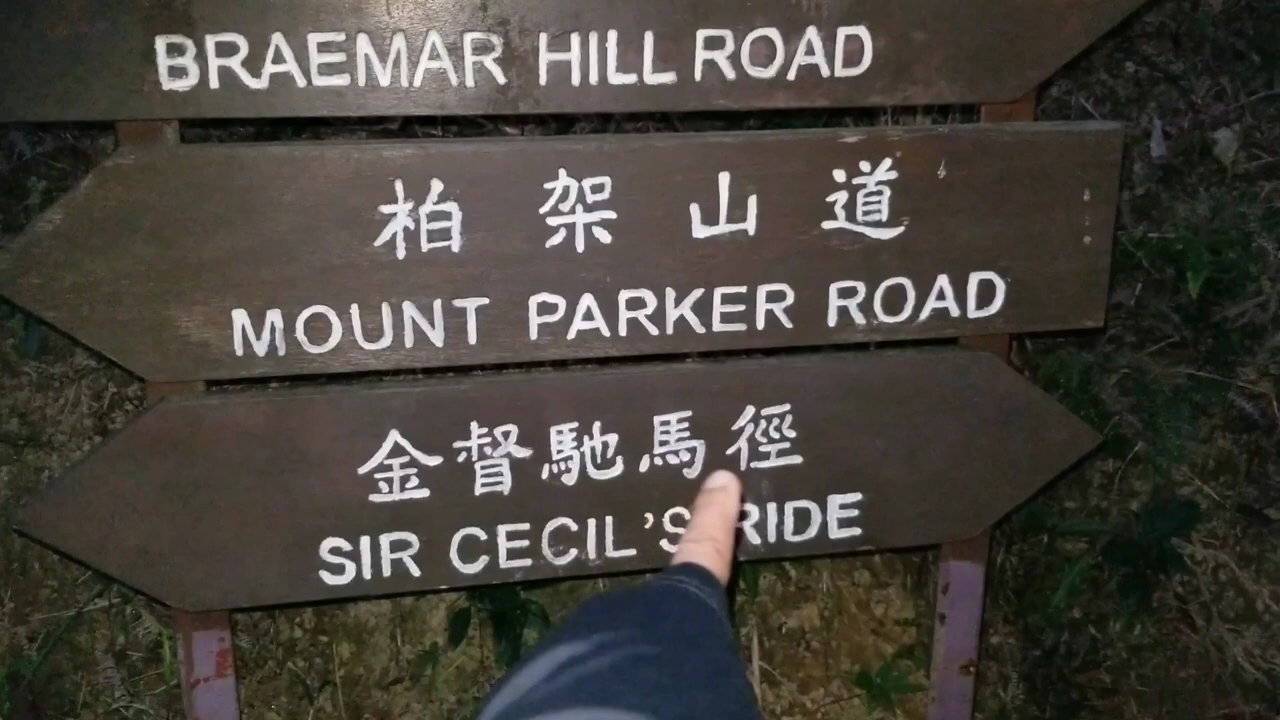 BRAEMAR HILL ROAD
柏架山道
MOUNT PARKER ROAD
金督馳馬徑
SIR CECIL'S RIDE